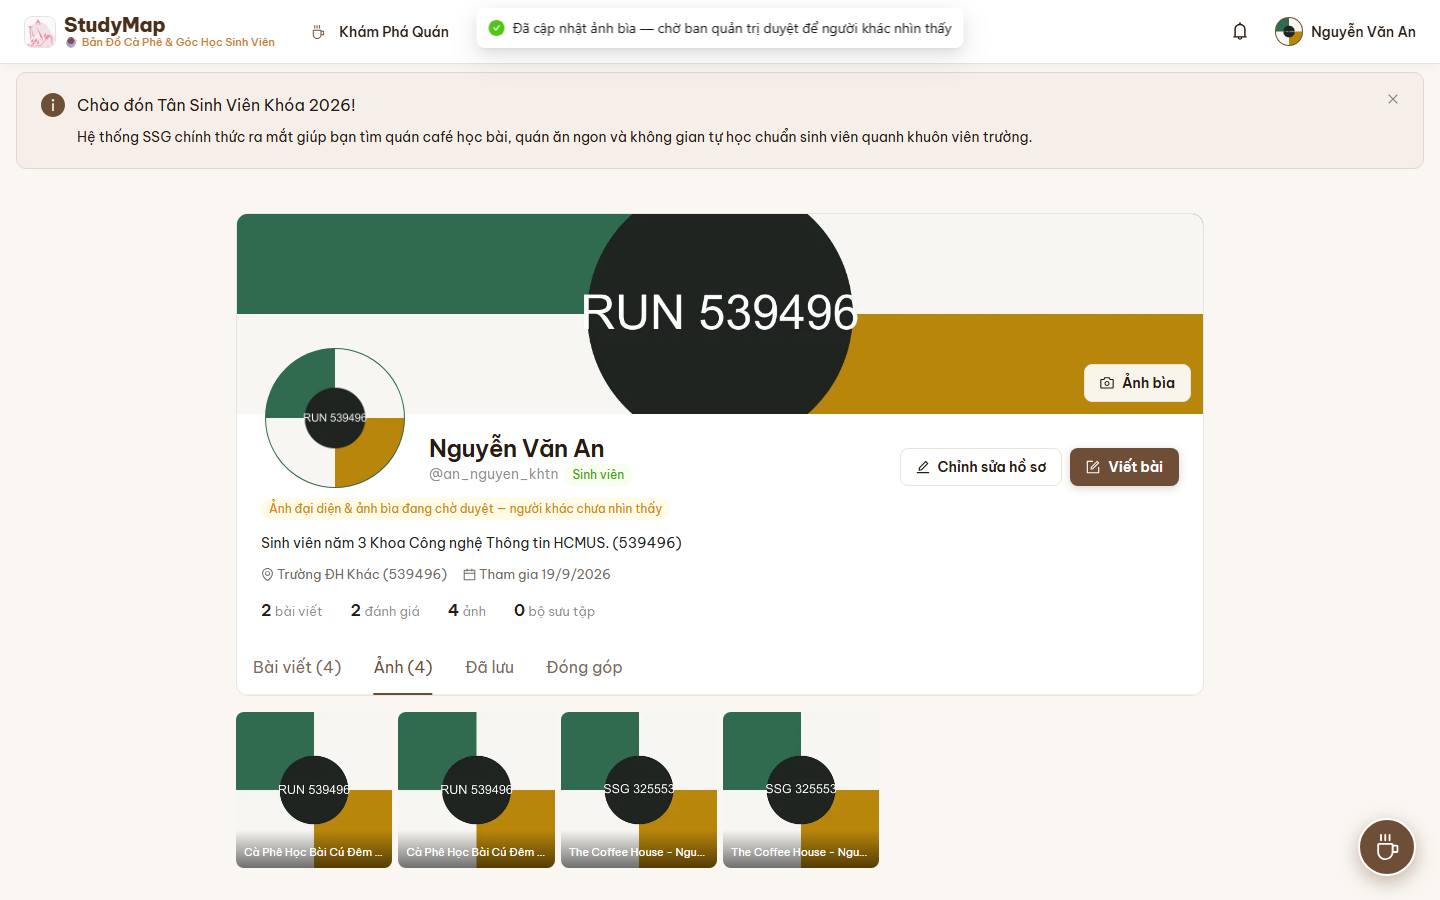 StudyMap
Bản Đồ Cà Phê & Góc Học Sinh Viên
Khám Phá Quán
Đã cập nhật ảnh bìa — chờ ban quản trị duyệt để người khác nhìn thấy
Nguyễn Văn An
Chào đón Tân Sinh Viên Khóa 2026!
Hệ thống SSG chính thức ra mắt giúp bạn tìm quán café học bài, quán ăn ngon và không gian tự học chuẩn sinh viên quanh khuôn viên trường.
RUN 539496
Ảnh bìa
RUN 539496
Nguyễn Văn An
@an_nguyen_khtn Sinh viên
Chỉnh sửa hồ sơ
Viết bài
Ảnh đại diện & ảnh bìa đang chờ duyệt — người khác chưa nhìn thấy
Sinh viên năm 3 Khoa Công nghệ Thông tin HCMUS. (539496)
Trường ĐH Khác (539496) Tham gia 19/9/2026
2 bài viết 2 đánh giá 4 ảnh 0 bộ sưu tập
Bài viết (4) Ảnh (4) Đã lưu Đóng góp
RUN 539496
Cà Phê Học Bài Cú Đêm ...
RUN 539496
Cà Phê Học Bài Cú Đêm ...
SSG 325553
The Coffee House - Ngu...
SSG 325553
The Coffee House - Ngu...